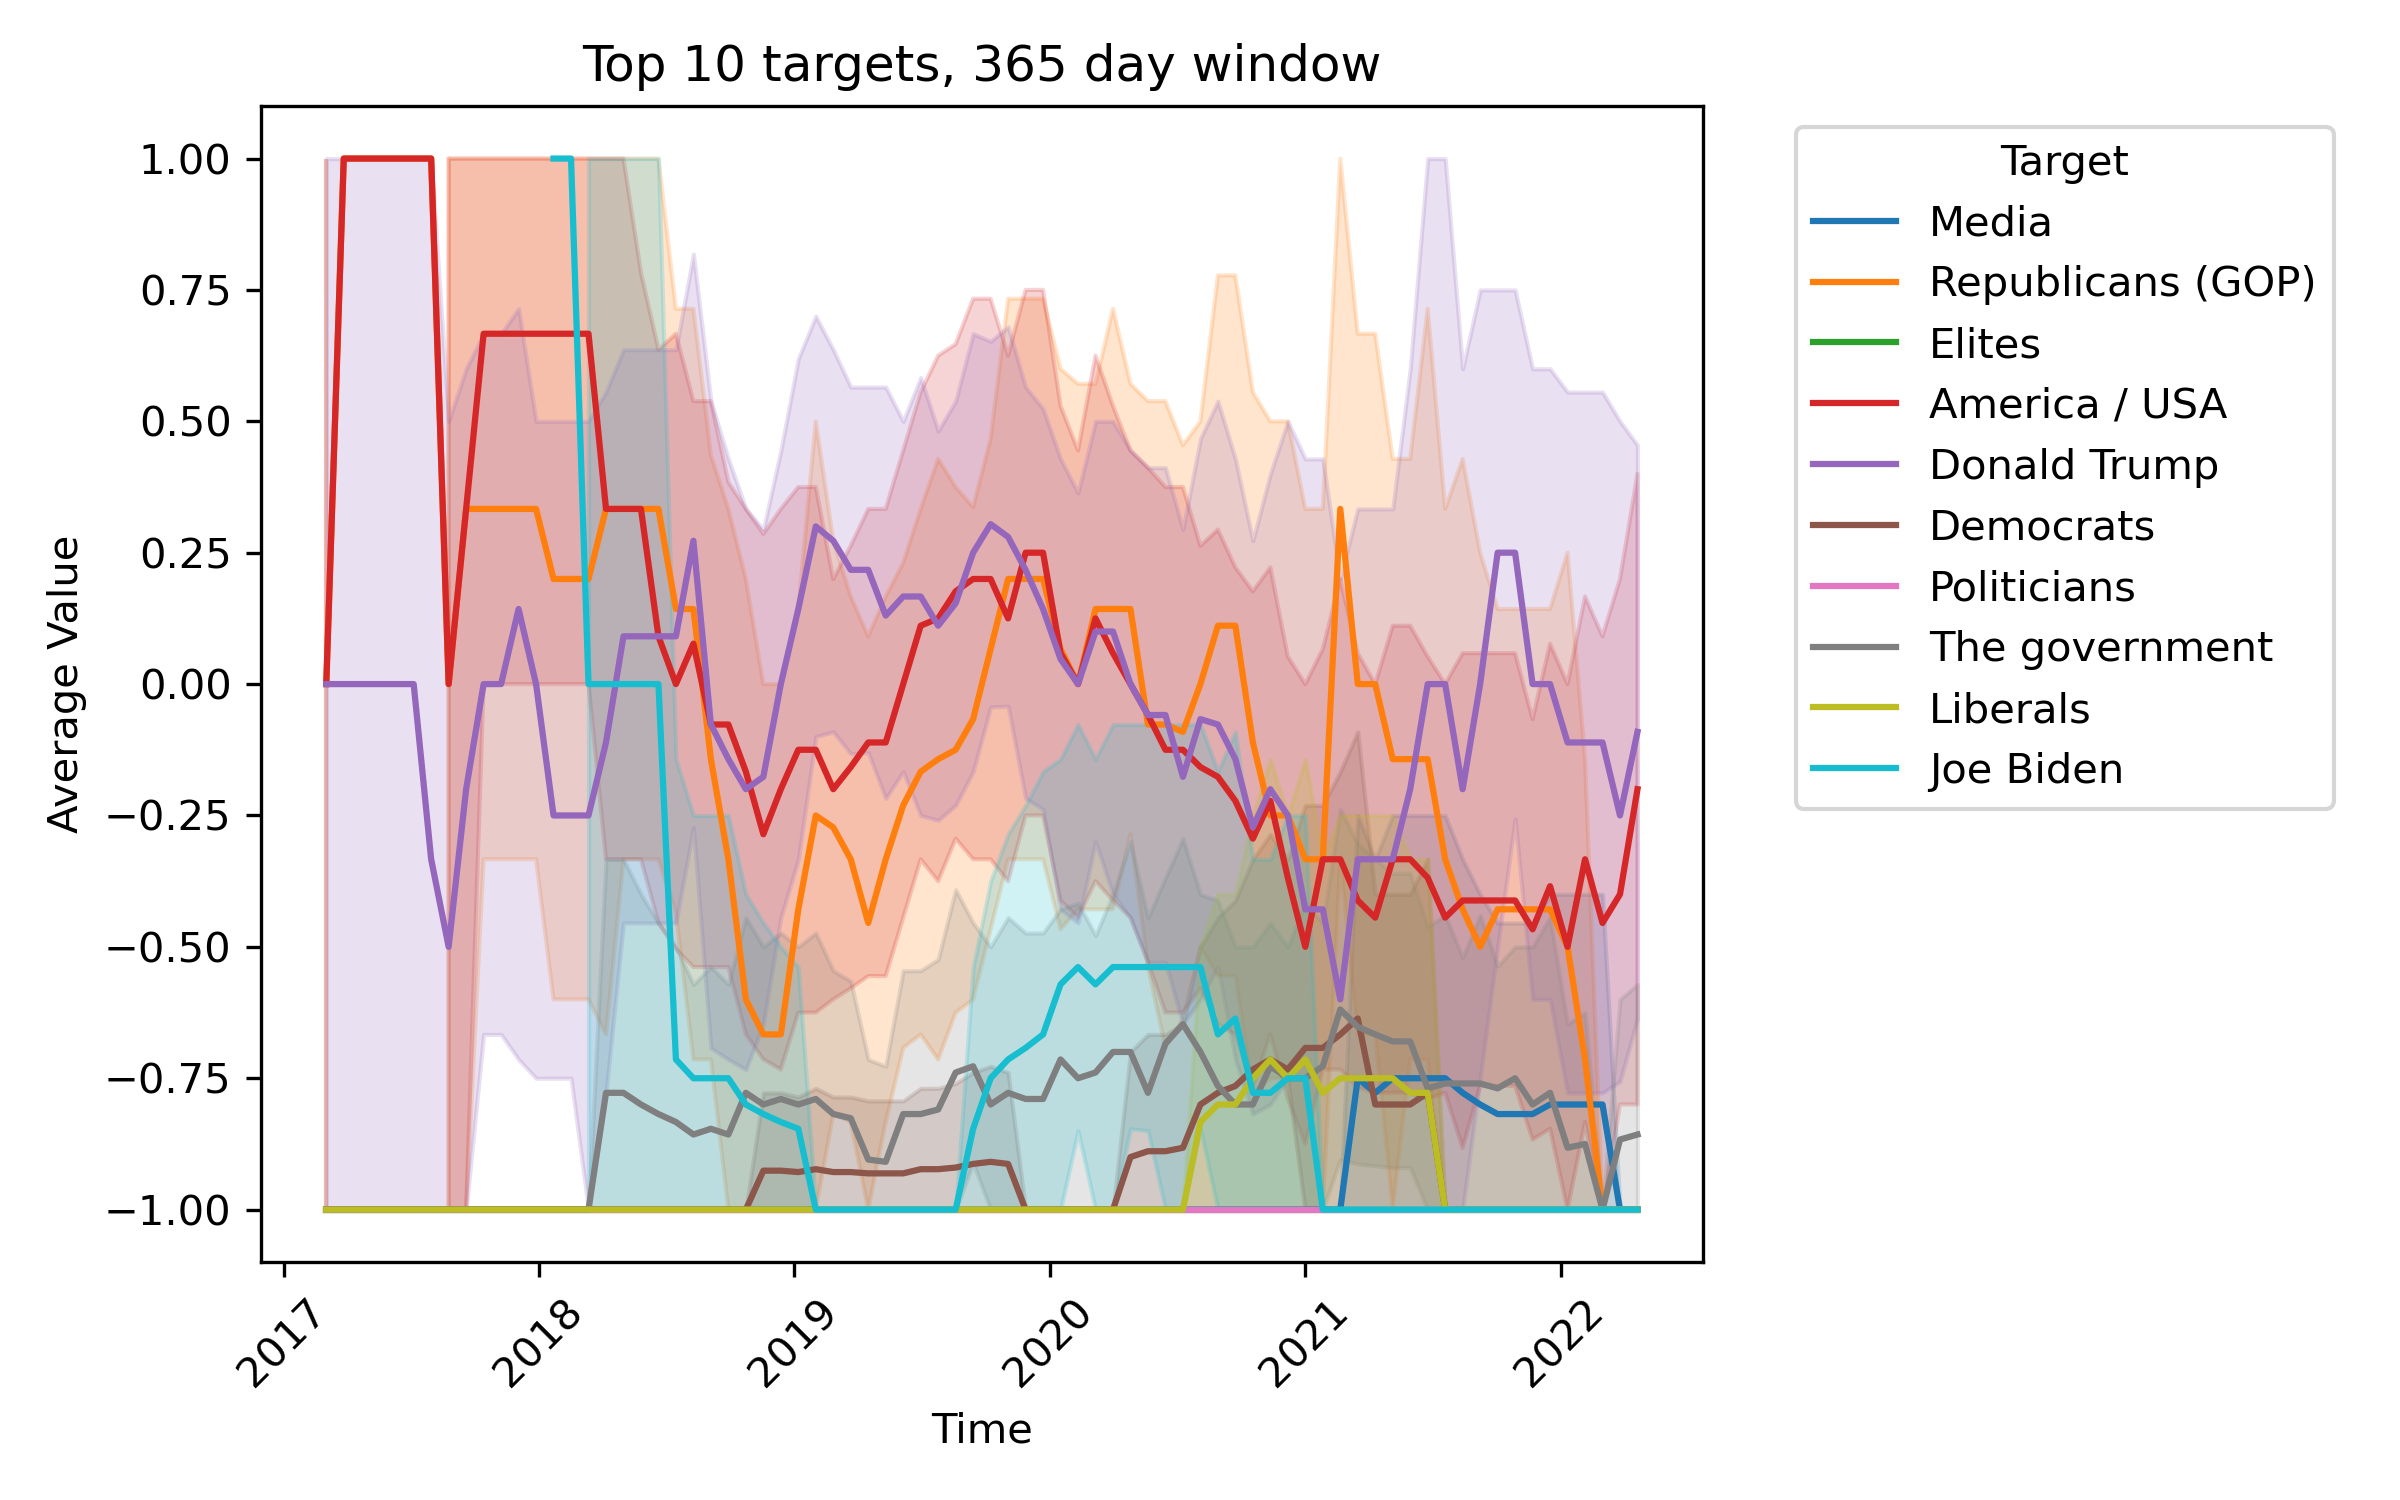 Top 10 targets, 365 day window
1.00
0.75
0.50
0.25
0.00
−0.25
−0.50
−0.75
−1.00
Average Value
2017
2018
2019
2020
2021
2022
Time
Target
Media
Republicans (GOP)
Elites
America / USA
Donald Trump
Democrats
Politicians
The government
Liberals
Joe Biden